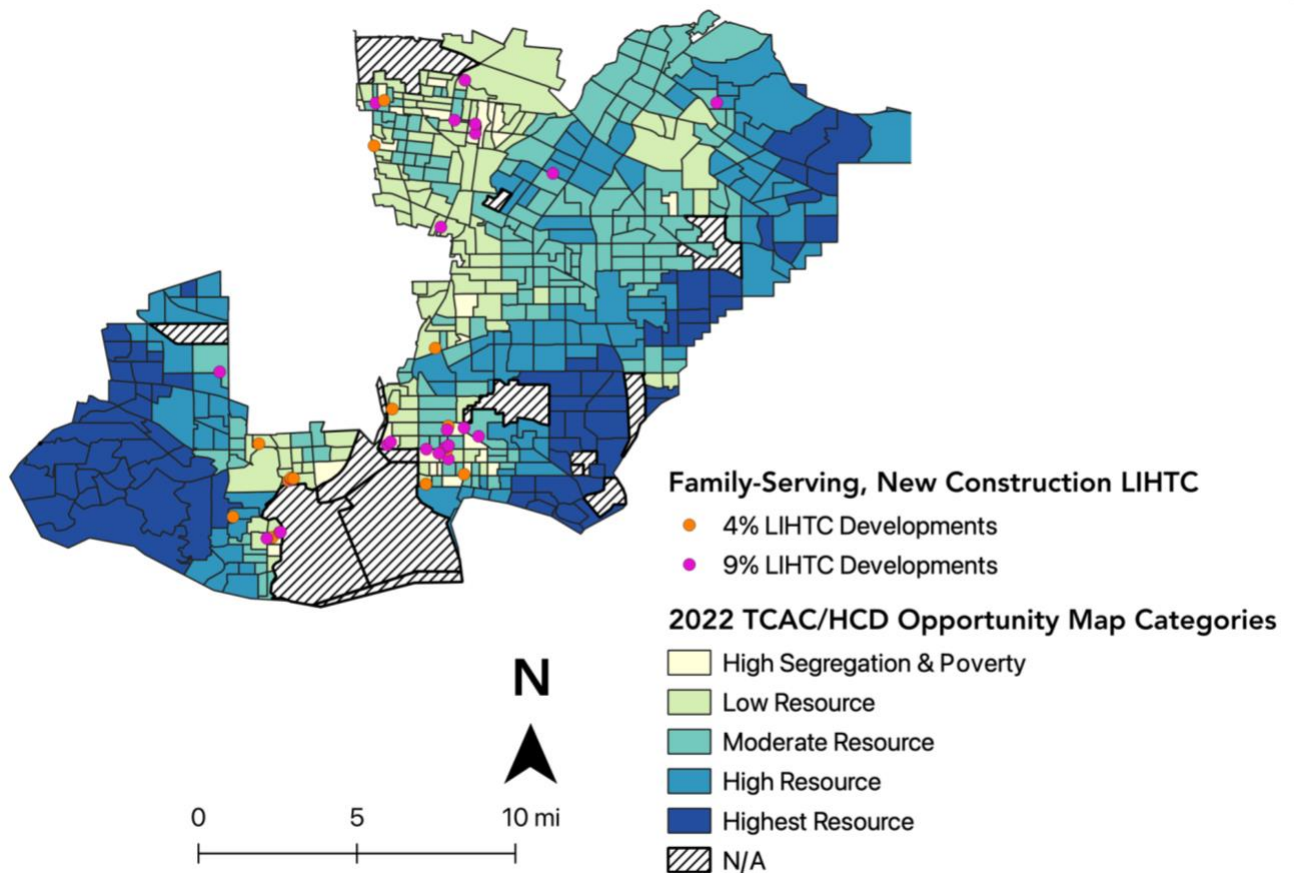 Family-Serving, New Construction LIHTC
4% LIHTC Developments
9% LIHTC Developments
2022 TCAC/HCD Opportunity Map Categories
High Segregation & Poverty
Low Resource
Moderate Resource
High Resource
Highest Resource
N/A
N
0 5 10 mi